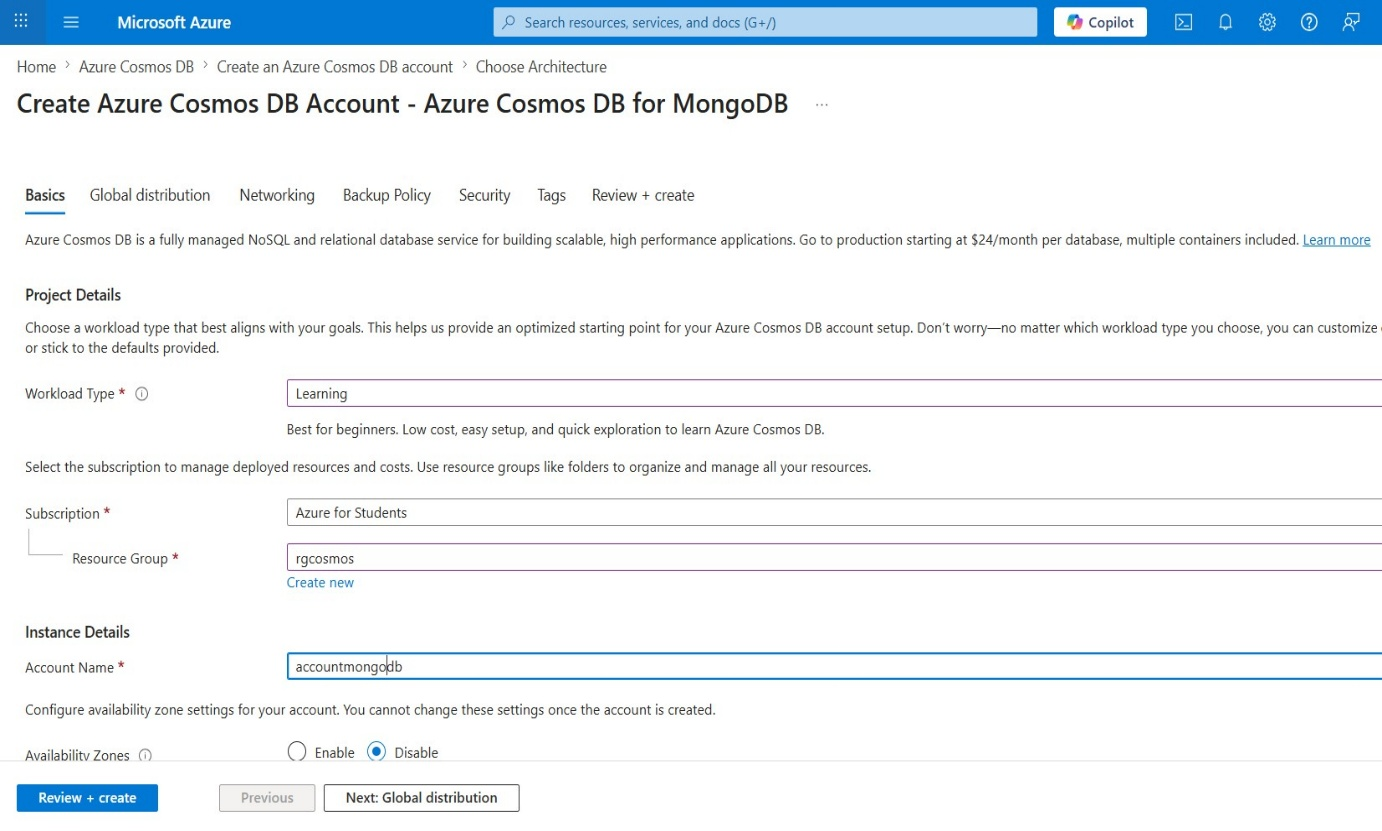 Microsoft Azure
Search resources, services, and docs (G+/)
Copilot
Home > Azure Cosmos DB > Create an Azure Cosmos DB account > Choose Architecture
Create Azure Cosmos DB Account - Azure Cosmos DB for MongoDB ...
Basics Global distribution Networking Backup Policy Security Tags Review + create
Azure Cosmos DB is a fully managed NoSQL and relational database service for building scalable, high performance applications. Go to production starting at $24/month per database, multiple containers included. Learn more
Project Details
Choose a workload type that best aligns with your goals. This helps us provide an optimized starting point for your Azure Cosmos DB account setup. Don't worry—no matter which workload type you choose, you can customize
or stick to the defaults provided.
Workload Type *
Learning
Best for beginners. Low cost, easy setup, and quick exploration to learn Azure Cosmos DB.
Select the subscription to manage deployed resources and costs. Use resource groups like folders to organize and manage all your resources.
Subscription *
Azure for Students
Resource Group *
rgcosmos
Create new
Instance Details
Account Name *
accountmongodb
Configure availability zone settings for your account. You cannot change these settings once the account is created.
Availability Zones
Enable Disable
Review + create Previous Next: Global distribution